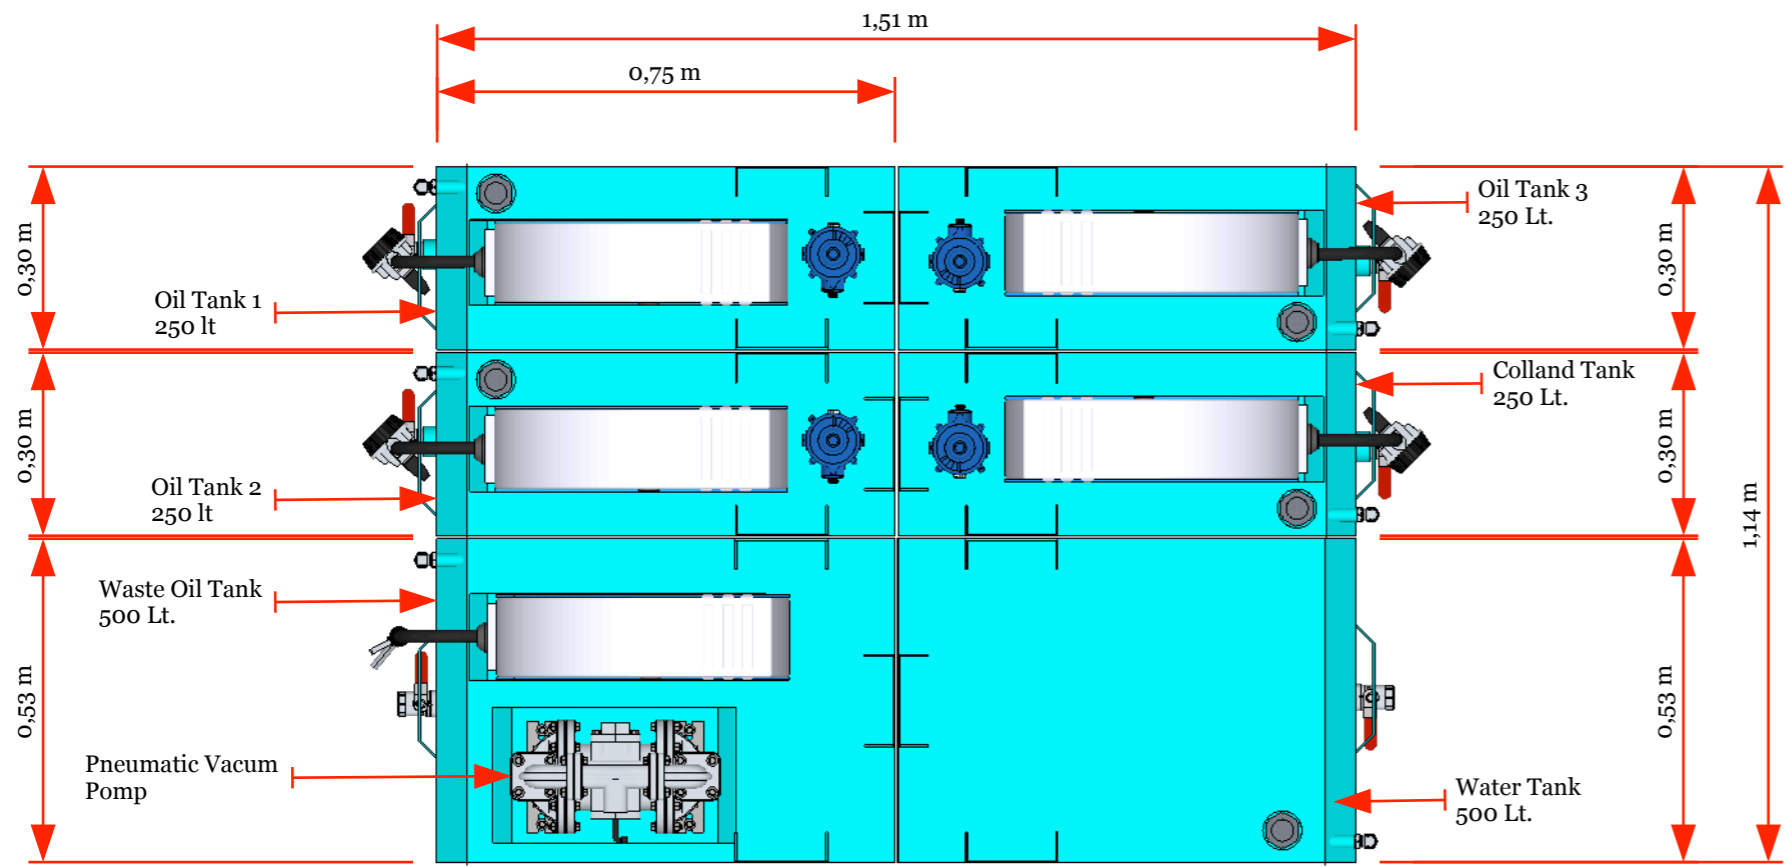 1,51 m
0,75 m
0,30 m
Oil Tank 1
250 lt
Oil Tank 3
250 Lt.
0,30 m
0,30 m
Oil Tank 2
250 lt
Colland Tank
250 Lt.
0,30 m
1,14 m
Waste Oil Tank
500 Lt.
0,53 m
0,53 m
Pneumatic Vacum
Pomp
Water Tank
500 Lt.